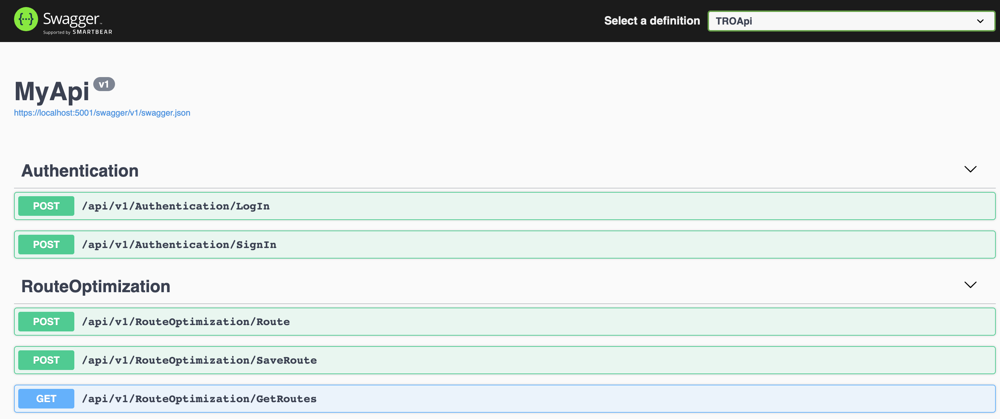 {···} Swagger™
Supported by SMARTBEAR
Select a definition TROApi
MyApi v1
https://localhost:5001/swagger/v1/swagger.json
Authentication
POST /api/v1/Authentication/LogIn
POST /api/v1/Authentication/SignIn
RouteOptimization
POST /api/v1/RouteOptimization/Route
POST /api/v1/RouteOptimization/SaveRoute
GET /api/v1/RouteOptimization/GetRoutes